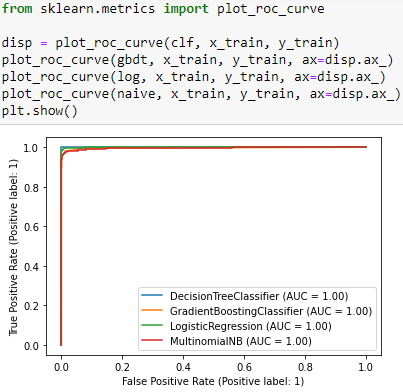 from sklearn.metrics import plot_roc_curve
disp = plot_roc_curve(clf, x_train, y_train)
plot_roc_curve(gbdt, x_train, y_train, ax=disp.ax_)
plot_roc_curve(log, x_train, y_train, ax=disp.ax_)
plot_roc_curve(naive, x_train, y_train, ax=disp.ax_)
plt.show()
1.0
0.8
0.6
0.4
0.2
0.0
True Positive Rate (Positive label: 1)
DecisionTreeClassifier (AUC = 1.00)
GradientBoostingClassifier (AUC = 1.00)
LogisticRegression (AUC = 1.00)
MultinomialNB (AUC = 1.00)
0.0 0.2 0.4 0.6 0.8 1.0
False Positive Rate (Positive label: 1)